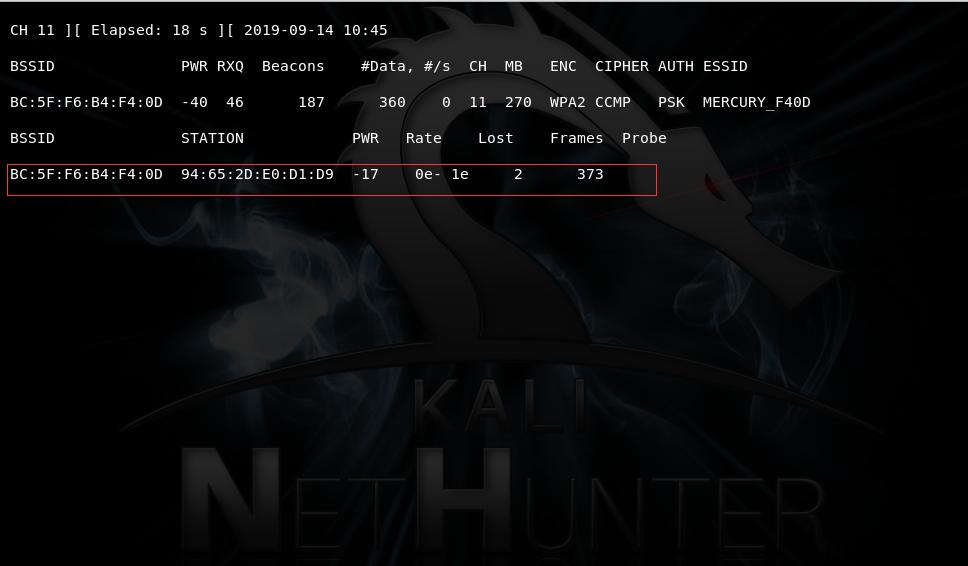 CH 11 ][ Elapsed: 18 s ][ 2019-09-14 10:45
BSSID PWR RXQ Beacons #Data, #/s CH MB ENC CIPHER AUTH ESSID
BC:5F:F6:B4:F4:0D -40 46 187 360 0 11 270 WPA2 CCMP PSK MERCURY_F40D
BSSID STATION PWR Rate Lost Frames Probe
BC:5F:F6:B4:F4:0D 94:65:2D:E0:D1:D9 -17 0e- 1e 2 373
KALI
NETHUNTER